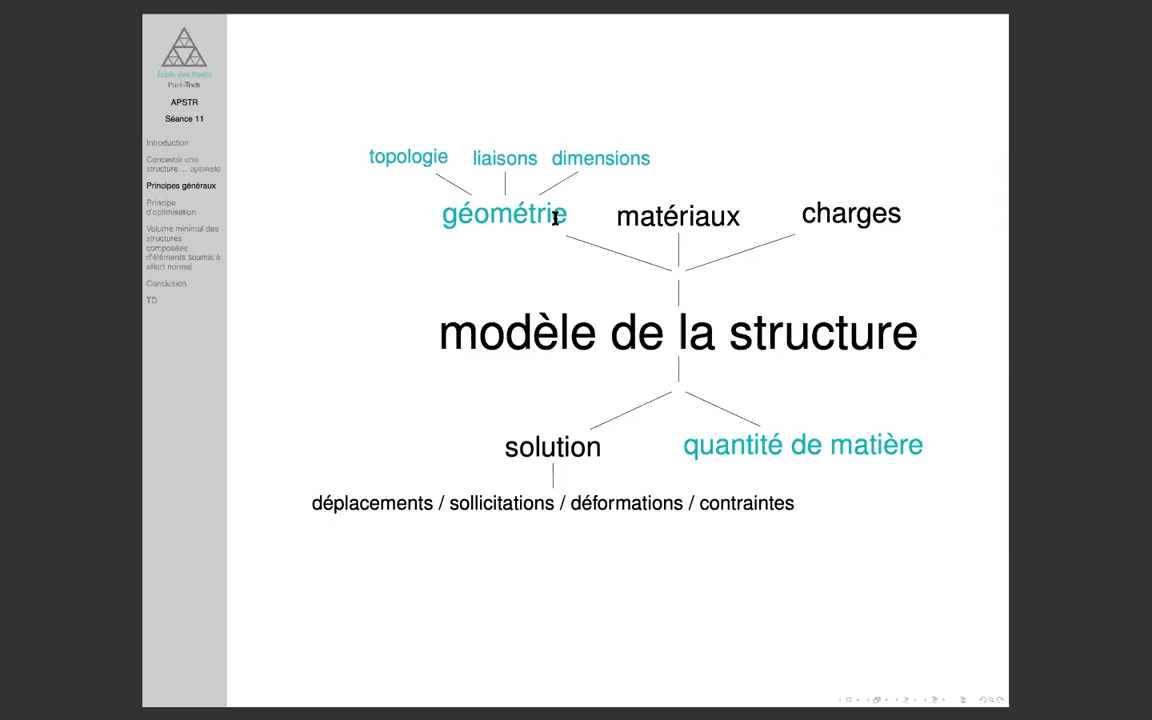 École des Ponts
ParisTech
APSTR
Séance 11
Introduction
Concevoir une
structure ... optimale
Principes généraux
Principe
d'optimisation
Volume minimal des
structures
composées
d'éléments soumis à
effort normal
Conclusion
TD
topologie liaisons dimensions
géométrie matériaux charges
modèle de la structure
solution quantité de matière
déplacements / sollicitations / déformations / contraintes